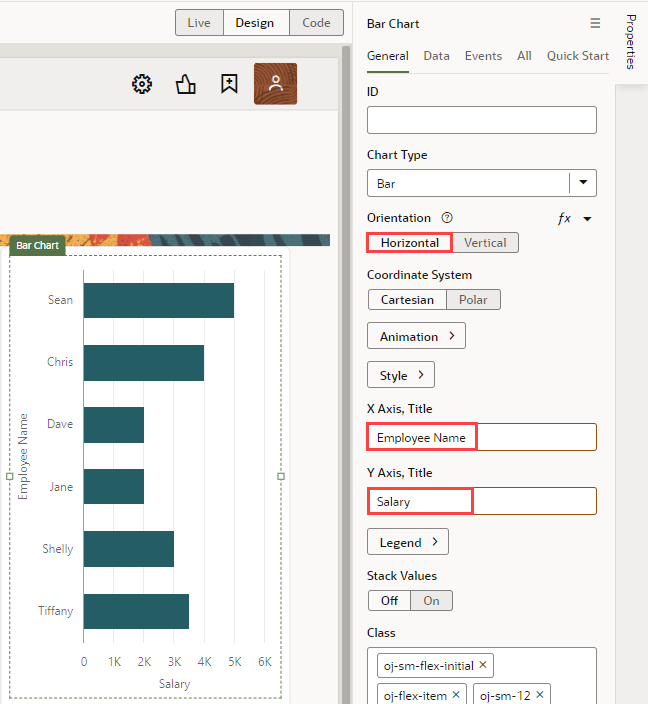 Live Design Code
Bar Chart
Properties
General Data Events All Quick Start
ID
Chart Type
Bar
Orientation ? fx
Horizontal Vertical
Coordinate System
Cartesian Polar
Animation >
Style >
X Axis, Title
Employee Name
Y Axis, Title
Salary
Legend >
Stack Values
Off On
Class
oj-sm-flex-initial ×
oj-flex-item × oj-sm-12 ×
Bar Chart
Employee Name
Sean
Chris
Dave
Jane
Shelly
Tiffany
0 1K 2K 3K 4K 5K 6K
Salary